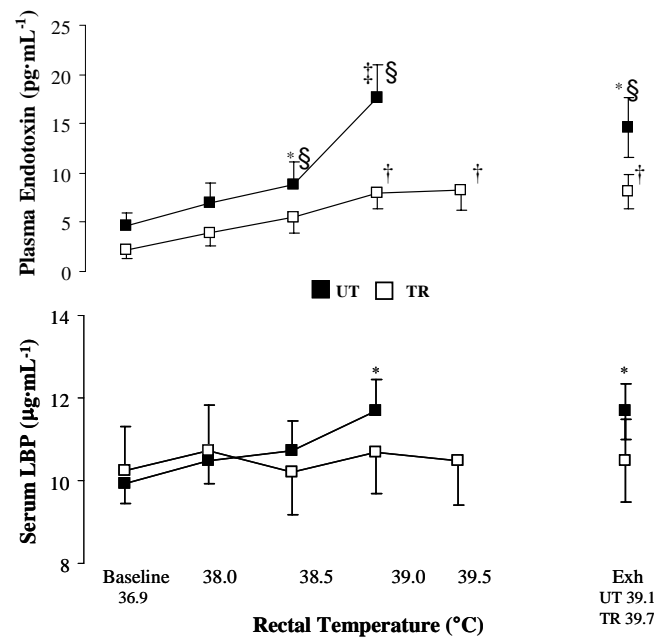 Plasma Endotoxin (pg·mL⁻¹)
25
20
15
10
5
0
*§
‡§
†
†
*§
†
UT TR
Serum LBP (µg·mL⁻¹)
14
12
10
8
*
*
Baseline 38.0 38.5 39.0 39.5 Exh
36.9 UT 39.1
TR 39.7
Rectal Temperature (°C)